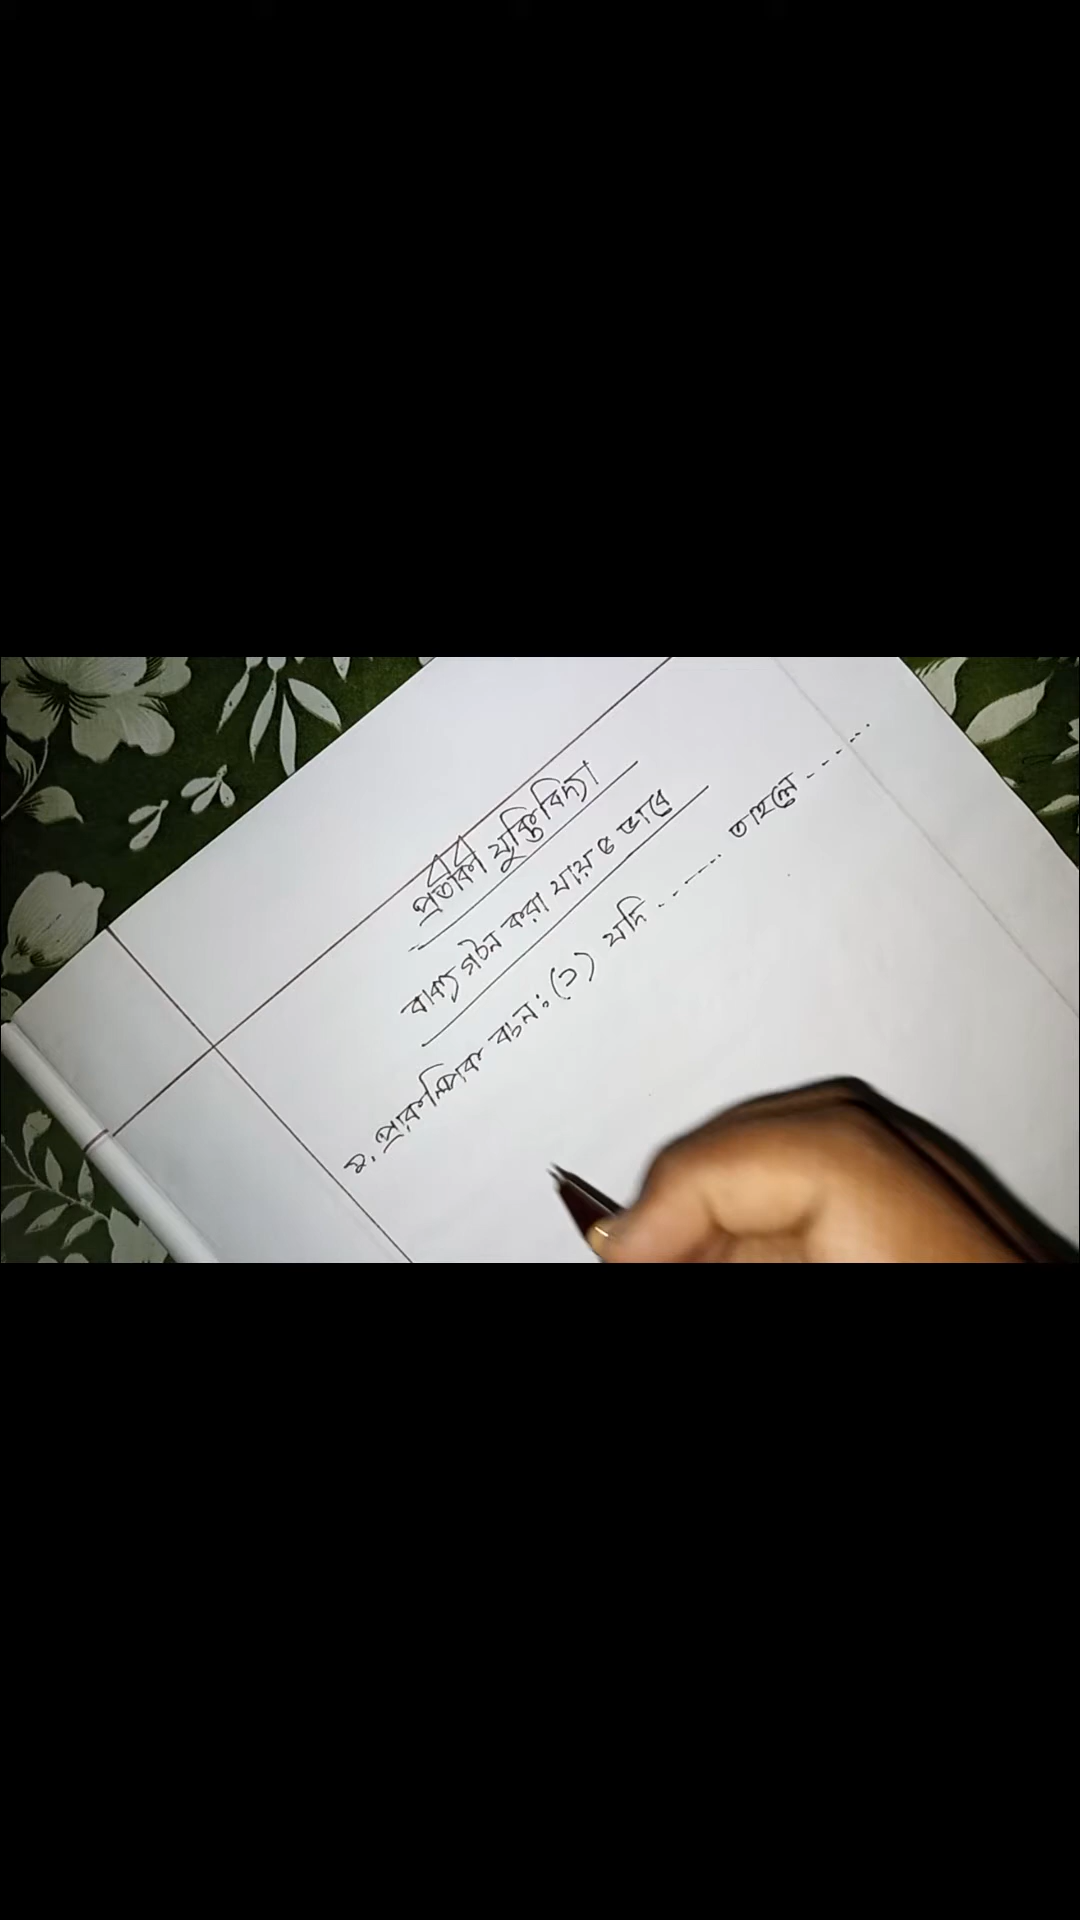 প্রতীকী যুক্তিবিদ্যা
বাক্য গঠন করা যায় ৫ ভাবে
১. প্রাকল্পিক বচন : (১) যদি ...... তাহলে ......